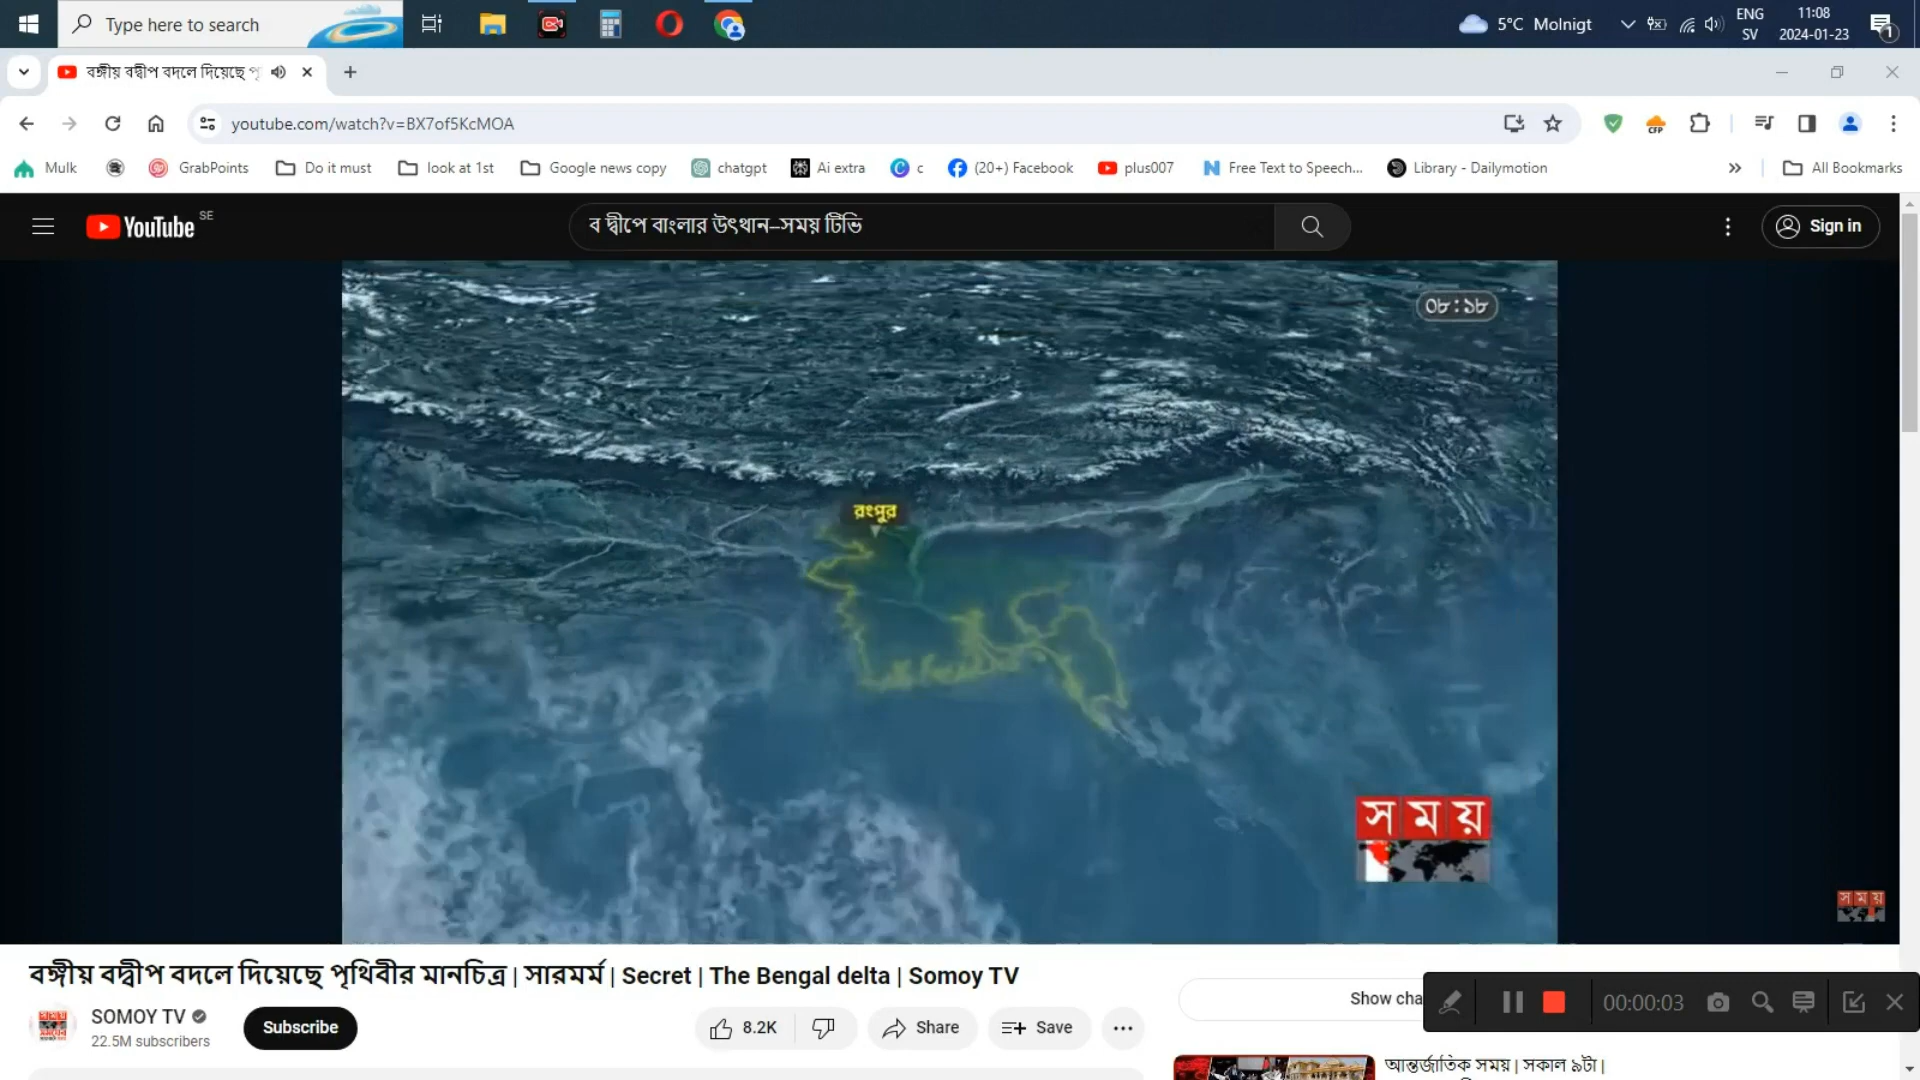 Type here to search
5°C Molnigt
ENG
SV
11:08
2024-01-23
1
বঙ্গীয় বদ্বীপ বদলে দিয়েছে পৃ
youtube.com/watch?v=BX7of5KcMOA
CFP
Mulk
GrabPoints
Do it must
look at 1st
Google news copy
chatgpt
Ai extra
c
(20+) Facebook
plus007
Free Text to Speech...
Library - Dailymotion
All Bookmarks
YouTube SE
ব দ্বীপে বাংলার উৎথান–সময় টিভি
Sign in
০৮:১৮
রংপুর
সময়
সময়
বঙ্গীয় বদ্বীপ বদলে দিয়েছে পৃথিবীর মানচিত্র | সারমর্ম | Secret | The Bengal delta | Somoy TV
SOMOY TV
22.5M subscribers
Subscribe
8.2K
Share
Save
Show cha
00:00:03
আন্তর্জাতিক সময় | সকাল ৯টা |